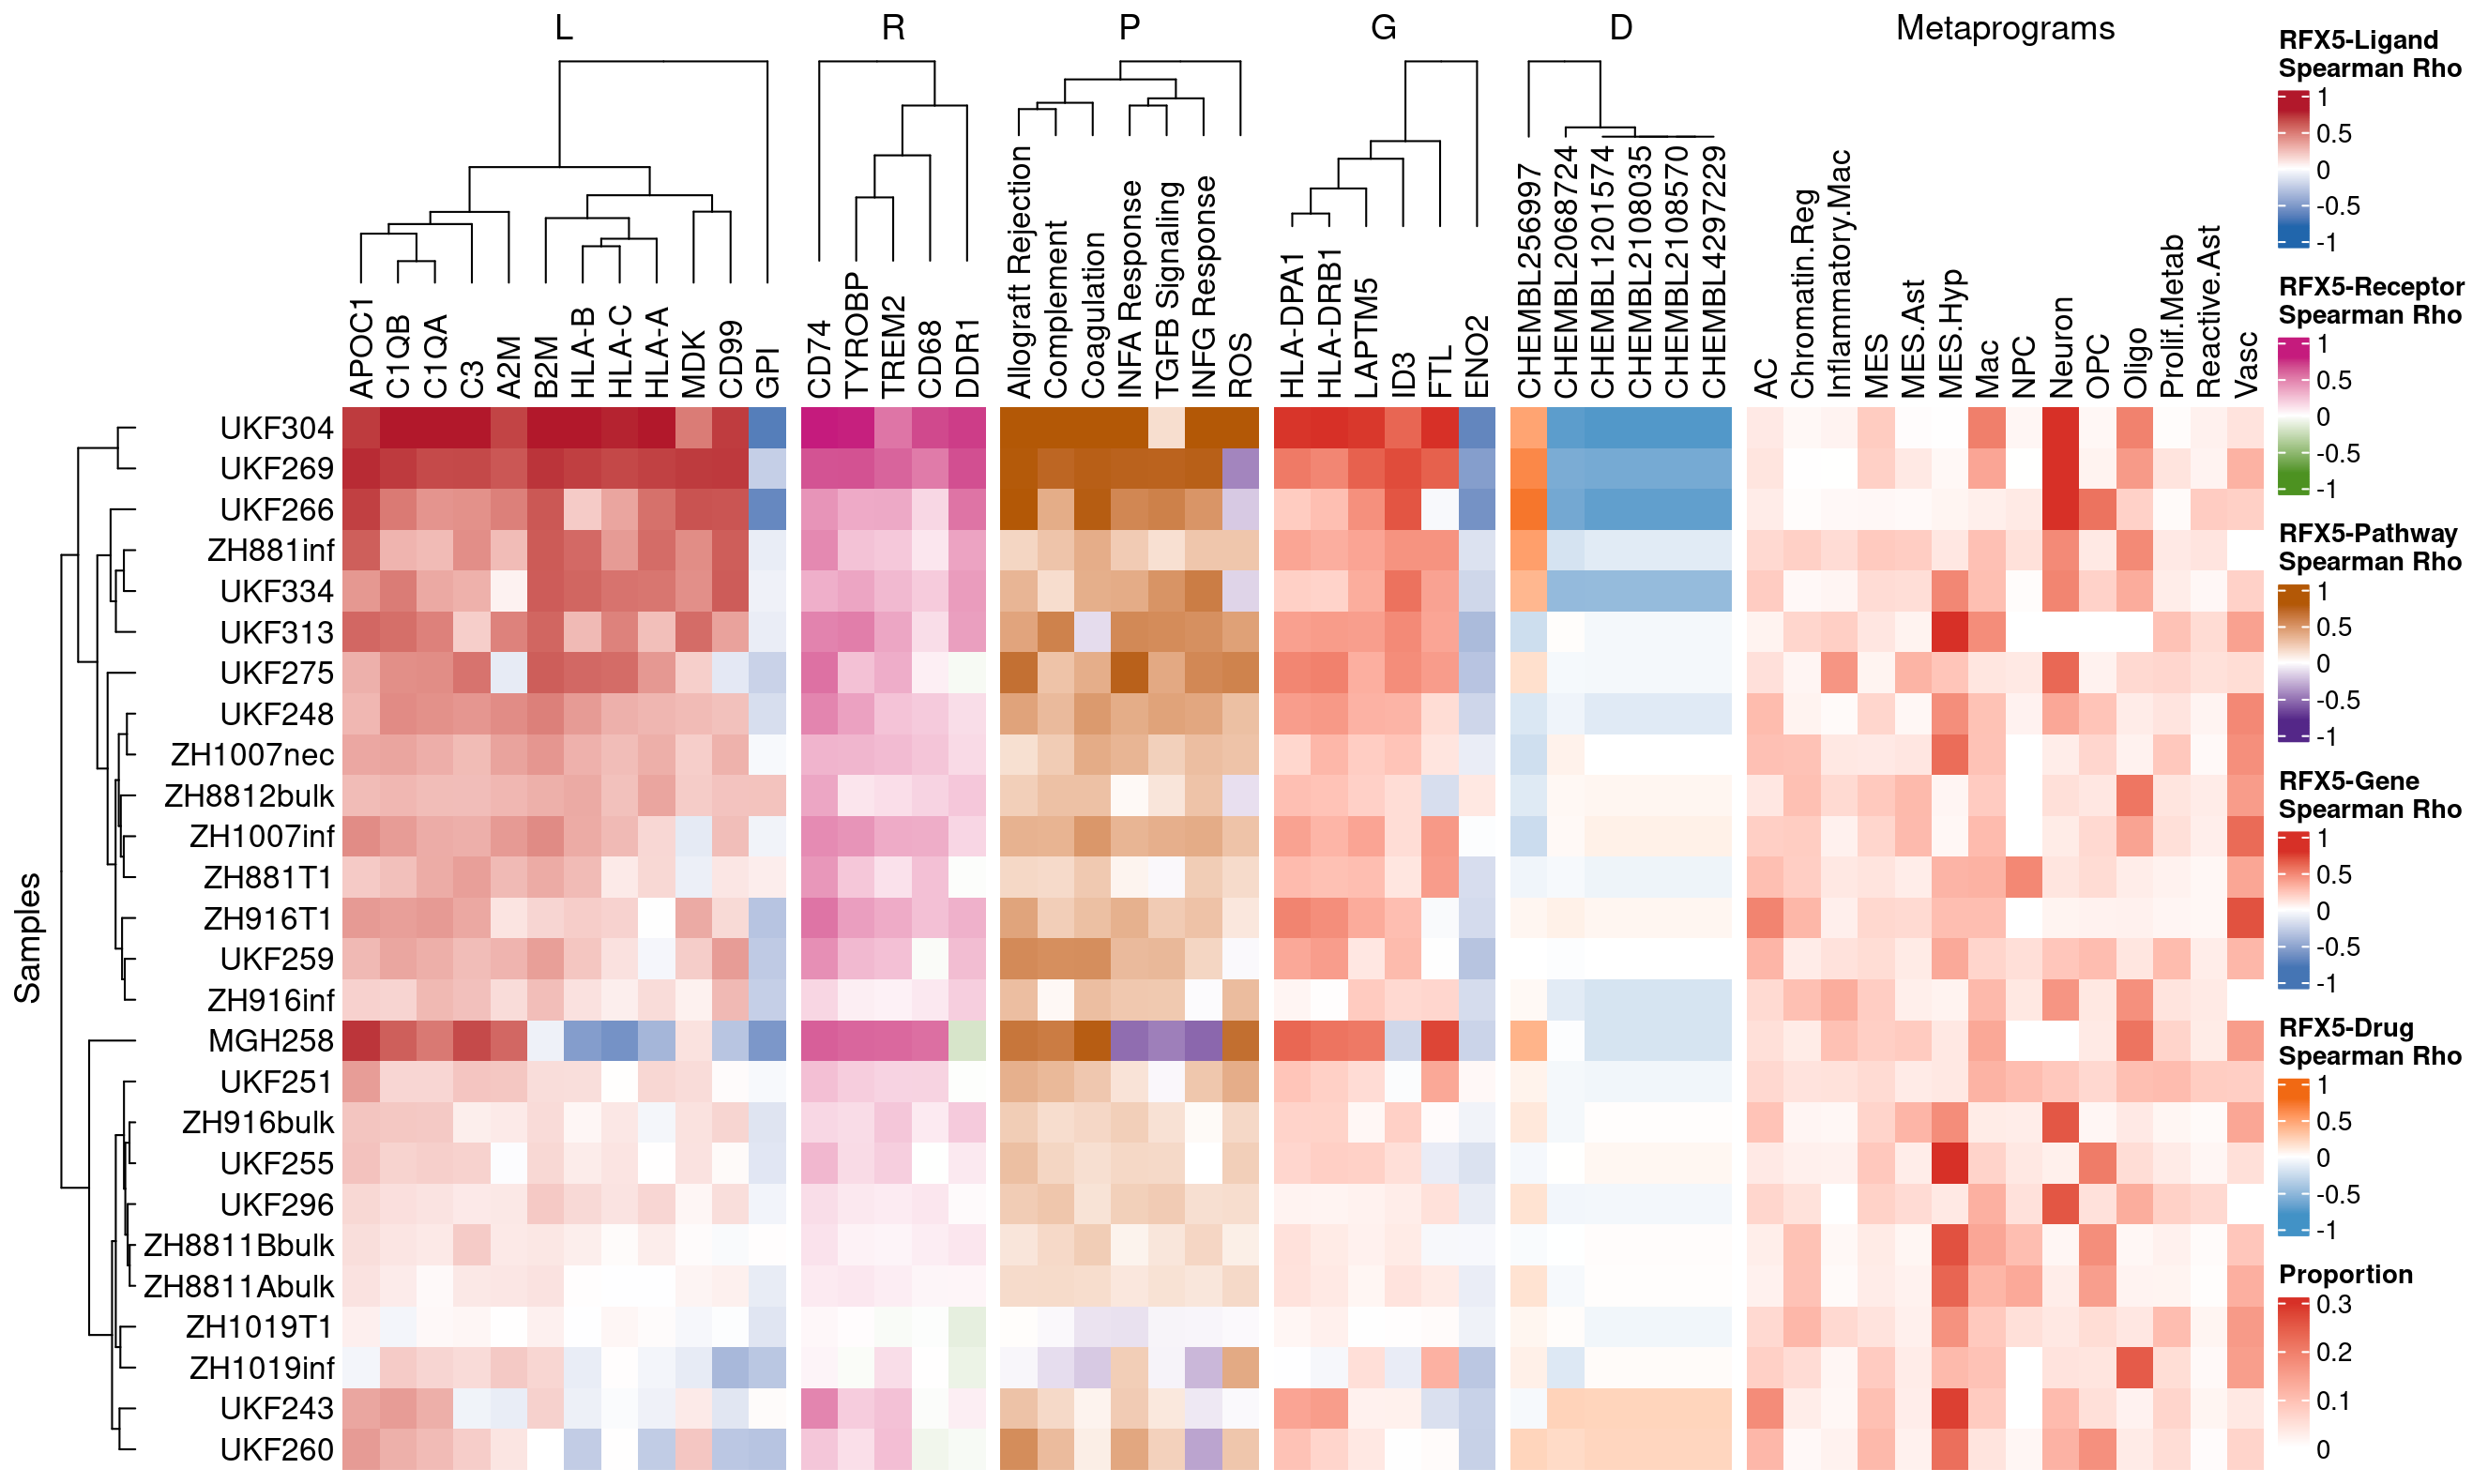 L
R
P
G
D
Metaprograms
APOC1
C1QB
C1QA
C3
A2M
B2M
HLA-B
HLA-C
HLA-A
MDK
CD99
GPI
CD74
TYROBP
TREM2
CD68
DDR1
Allograft Rejection
Complement
Coagulation
INFA Response
TGFB Signaling
INFG Response
ROS
HLA-DPA1
HLA-DRB1
LAPTM5
ID3
FTL
ENO2
CHEMBL256997
CHEMBL2068724
CHEMBL1201574
CHEMBL2108035
CHEMBL2108570
CHEMBL4297229
AC
Chromatin.Reg
Inflammatory.Mac
MES
MES.Ast
MES.Hyp
Mac
NPC
Neuron
OPC
Oligo
Prolif.Metab
Reactive.Ast
Vasc
Samples
UKF304
UKF269
UKF266
ZH881inf
UKF334
UKF313
UKF275
UKF248
ZH1007nec
ZH8812bulk
ZH1007inf
ZH881T1
ZH916T1
UKF259
ZH916inf
MGH258
UKF251
ZH916bulk
UKF255
UKF296
ZH8811Bbulk
ZH8811Abulk
ZH1019T1
ZH1019inf
UKF243
UKF260
RFX5-Ligand
Spearman Rho
1
0.5
0
-0.5
-1
RFX5-Receptor
Spearman Rho
1
0.5
0
-0.5
-1
RFX5-Pathway
Spearman Rho
1
0.5
0
-0.5
-1
RFX5-Gene
Spearman Rho
1
0.5
0
-0.5
-1
RFX5-Drug
Spearman Rho
1
0.5
0
-0.5
-1
Proportion
0.3
0.2
0.1
0